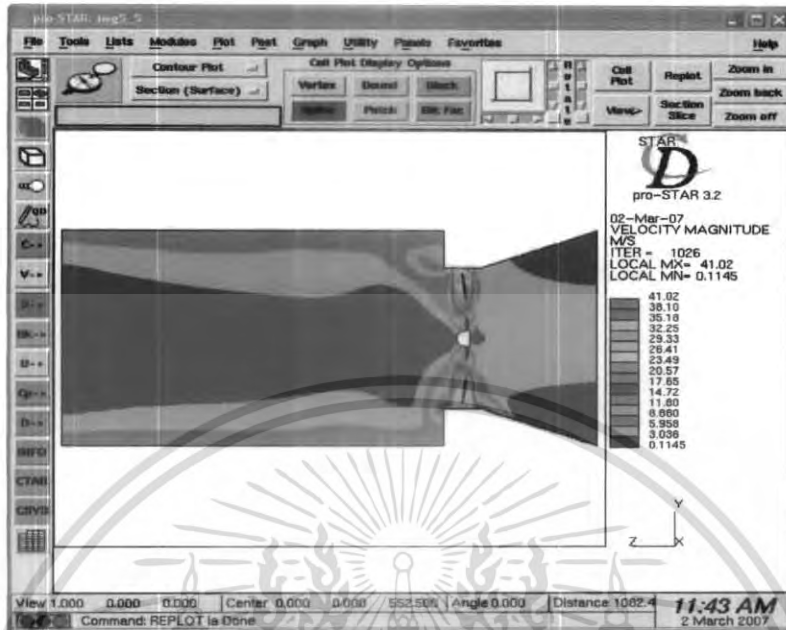 pro-STAR:
File Tools Lists Modules Plot Post Graph Utility Panels Favorites Help
Contour Plot
Section (Surface)
Cell Plot Display Options
Vertex Bound Block
Patch
Cell Plot
Replot
Zoom in
Zoom back
View>
Section Slice
Zoom off
STAR
CD
pro-STAR 3.2
02-Mar-07
VELOCITY MAGNITUDE
M/S
ITER = 1026
LOCAL MX= 41.02
LOCAL MN= 0.1145
41.02
38.10
35.18
32.25
29.33
26.41
23.49
20.57
17.65
14.72
11.80
8.880
5.958
3.036
0.1145
C->
V->
Bk->
Cp->
INFO
CTAB
Y
Z X
View 1.000 0.000 0.000 Center 0.000 0.000 Angle 0.000 Distance 1082.4
11:43 AM
Command: REPLOT is Done
2 March 2007